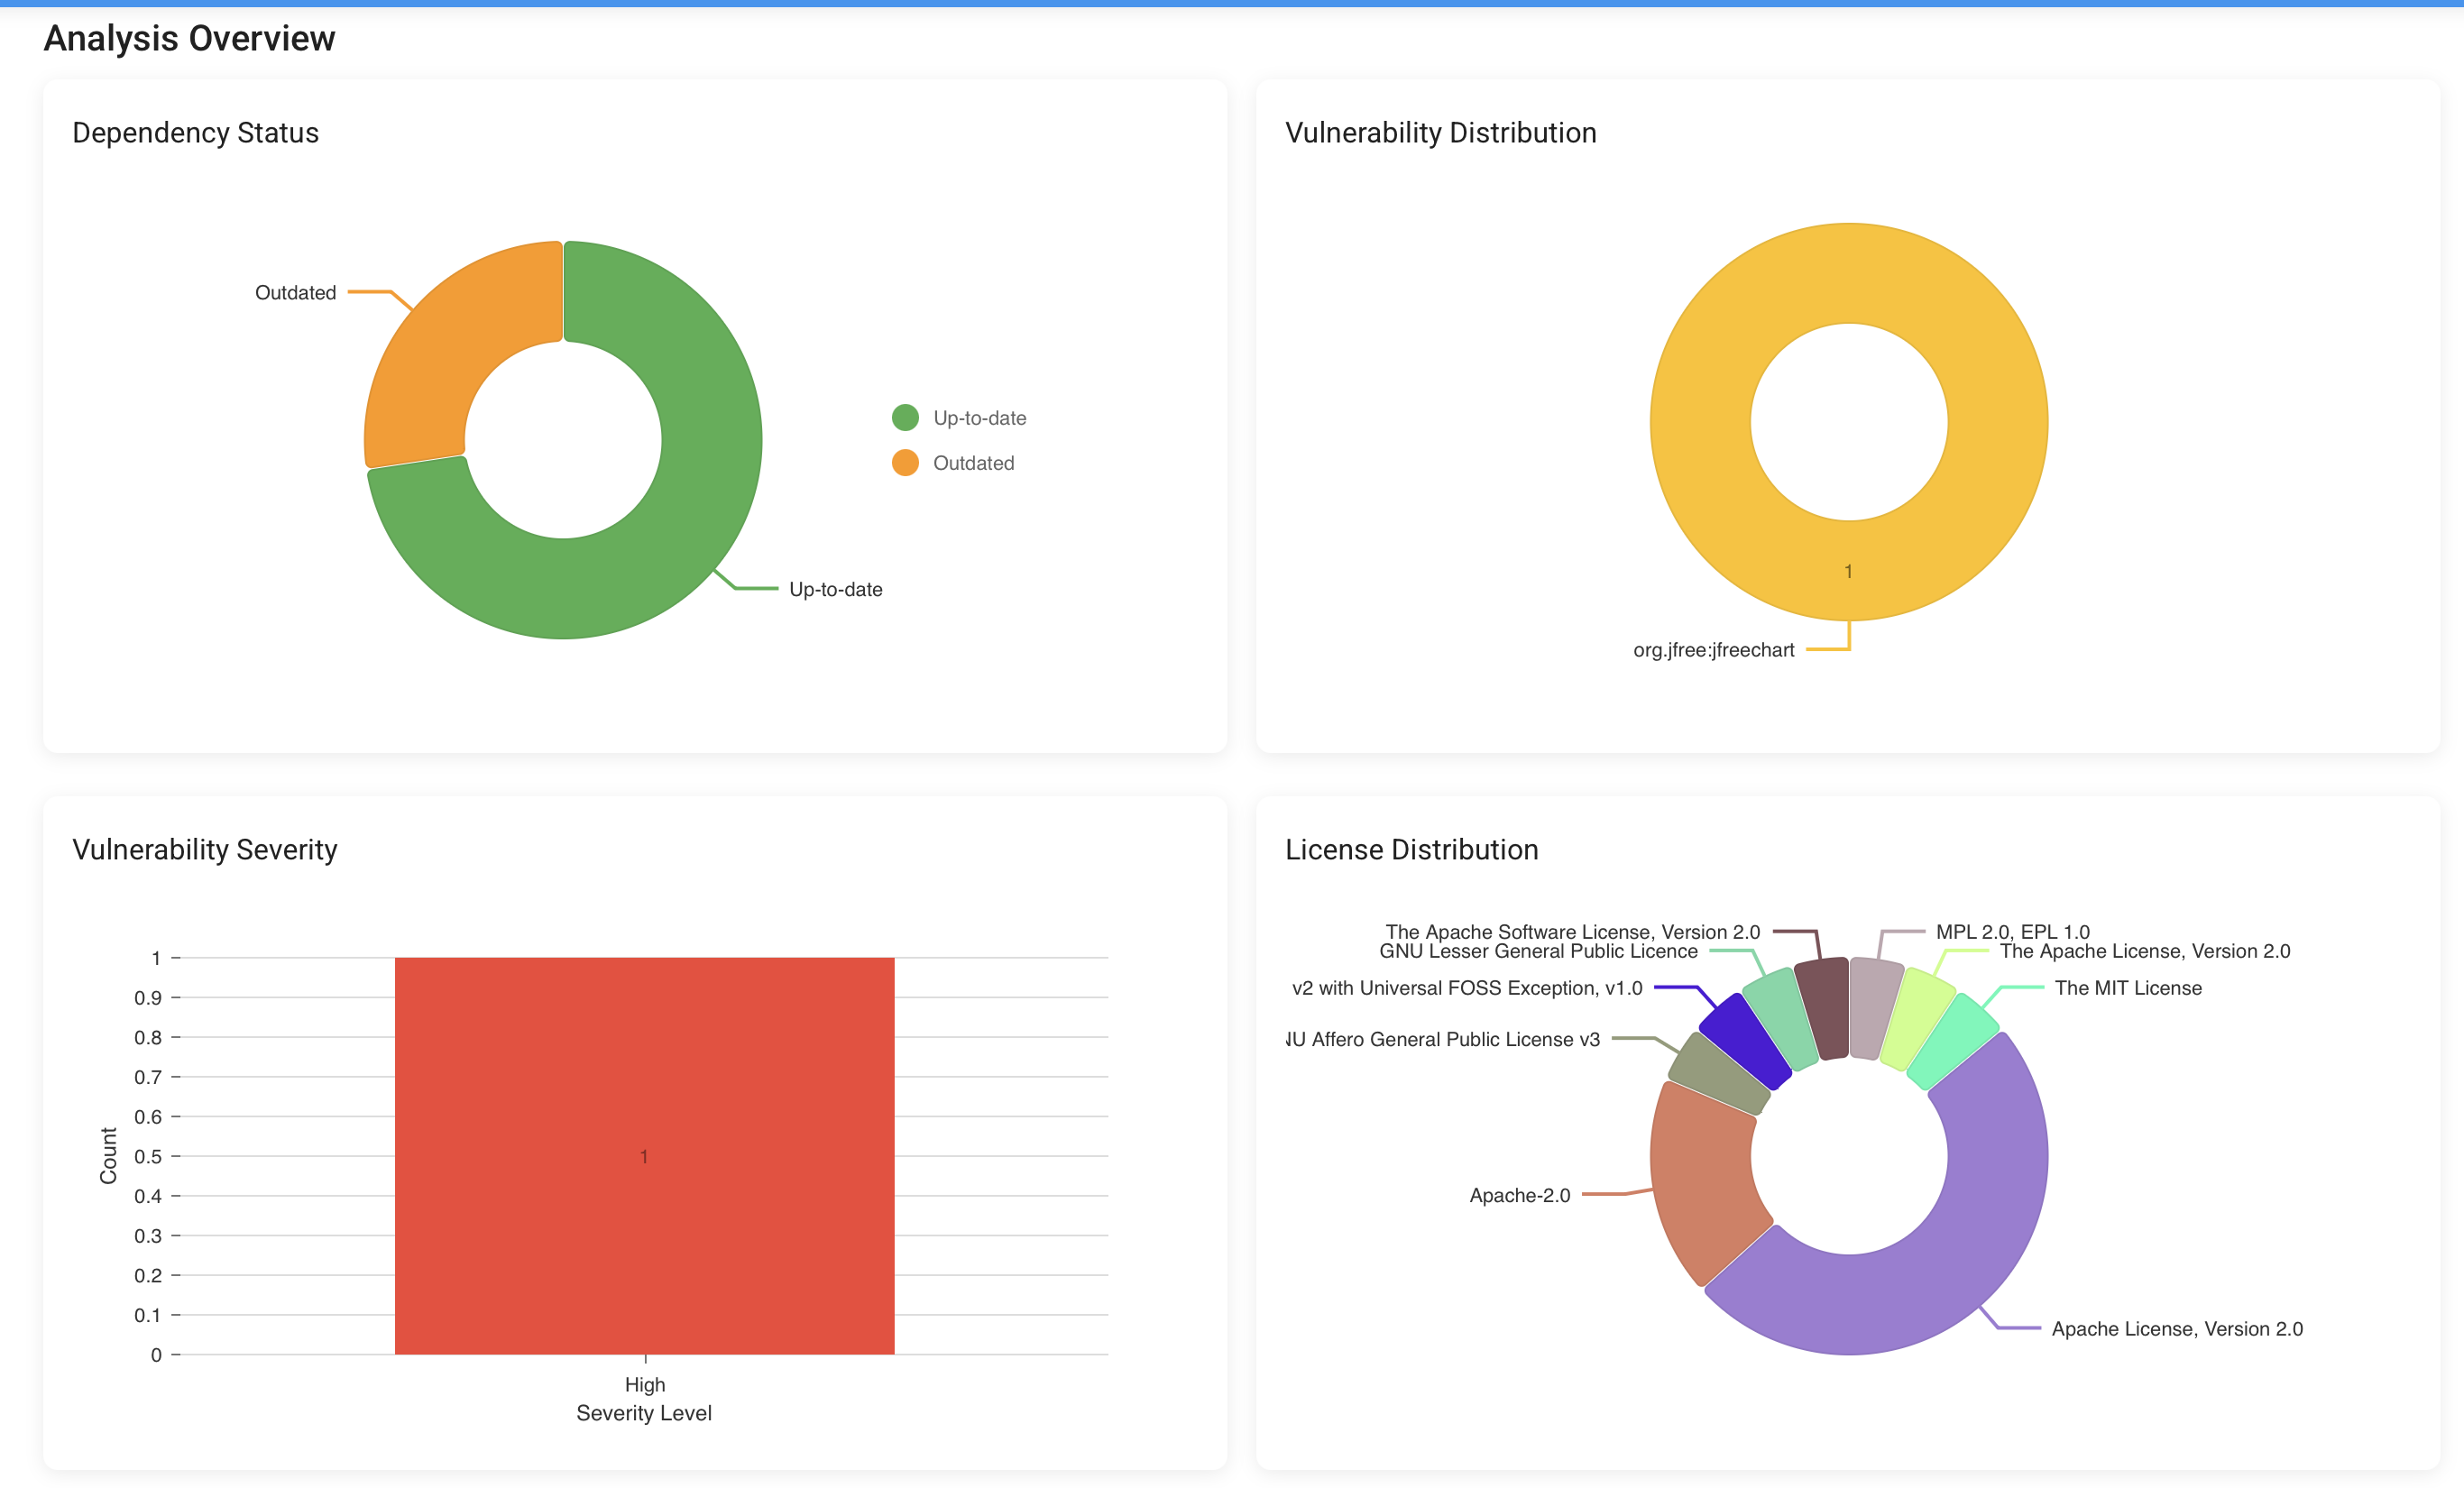 Analysis Overview
Dependency Status
Outdated
Up-to-date
Outdated
Up-to-date
Vulnerability Distribution
1
org.jfree:jfreechart
Vulnerability Severity
1
0.9
0.8
0.7
0.6
0.5
0.4
0.3
0.2
0.1
0
Count
1
High
Severity Level
License Distribution
The Apache Software License, Version 2.0
MPL 2.0, EPL 1.0
GNU Lesser General Public Licence
The Apache License, Version 2.0
v2 with Universal FOSS Exception, v1.0
The MIT License
Affero General Public License v3
Apache-2.0
Apache License, Version 2.0